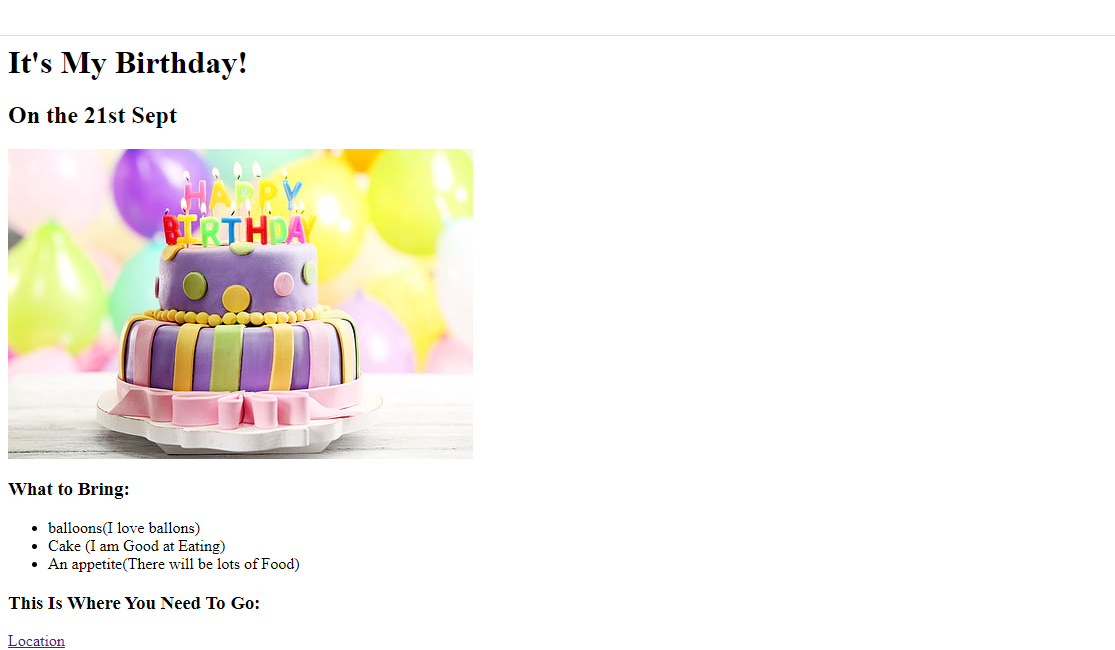 It's My Birthday!
On the 21st Sept
HAPPY
BIRTHDAY
What to Bring:
balloons(I love ballons)
Cake (I am Good at Eating)
An appetite(There will be lots of Food)
This Is Where You Need To Go:
Location